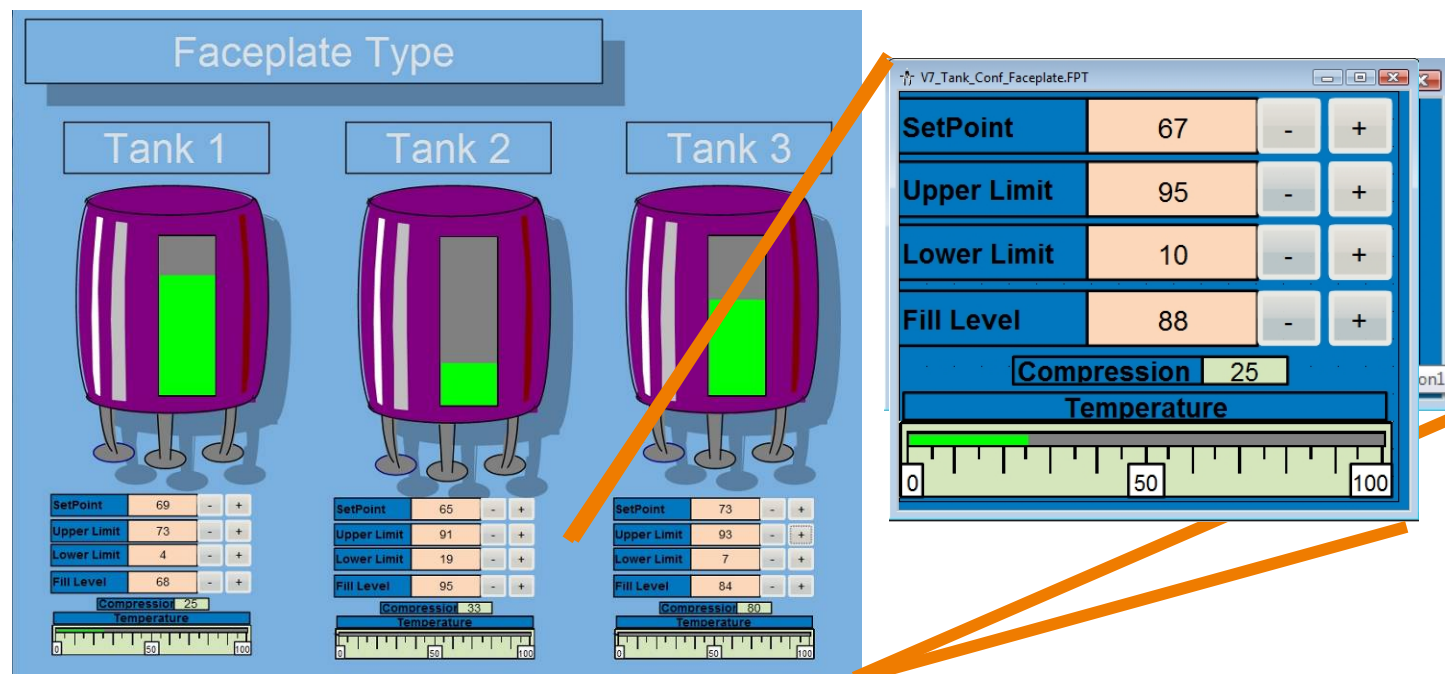 Faceplate Type
Tank 1
Tank 2
Tank 3
SetPoint 69 - +
Upper Limit 73 - +
Lower Limit 4 - +
Fill Level 68 - +
Compression 25
Temperature
0 50 100
SetPoint 65 - +
Upper Limit 91 - +
Lower Limit 19 - +
Fill Level 95 - +
Compression 33
Temperature
0 50 100
SetPoint 73 - +
Upper Limit 93 - +
Lower Limit 7 - +
Fill Level 84 - +
Compression 80
Temperature
0 50 100
V7_Tank_Conf_Faceplate.FPT
SetPoint 67 - +
Upper Limit 95 - +
Lower Limit 10 - +
Fill Level 88 - +
Compression 25
Temperature
0 50 100
on1